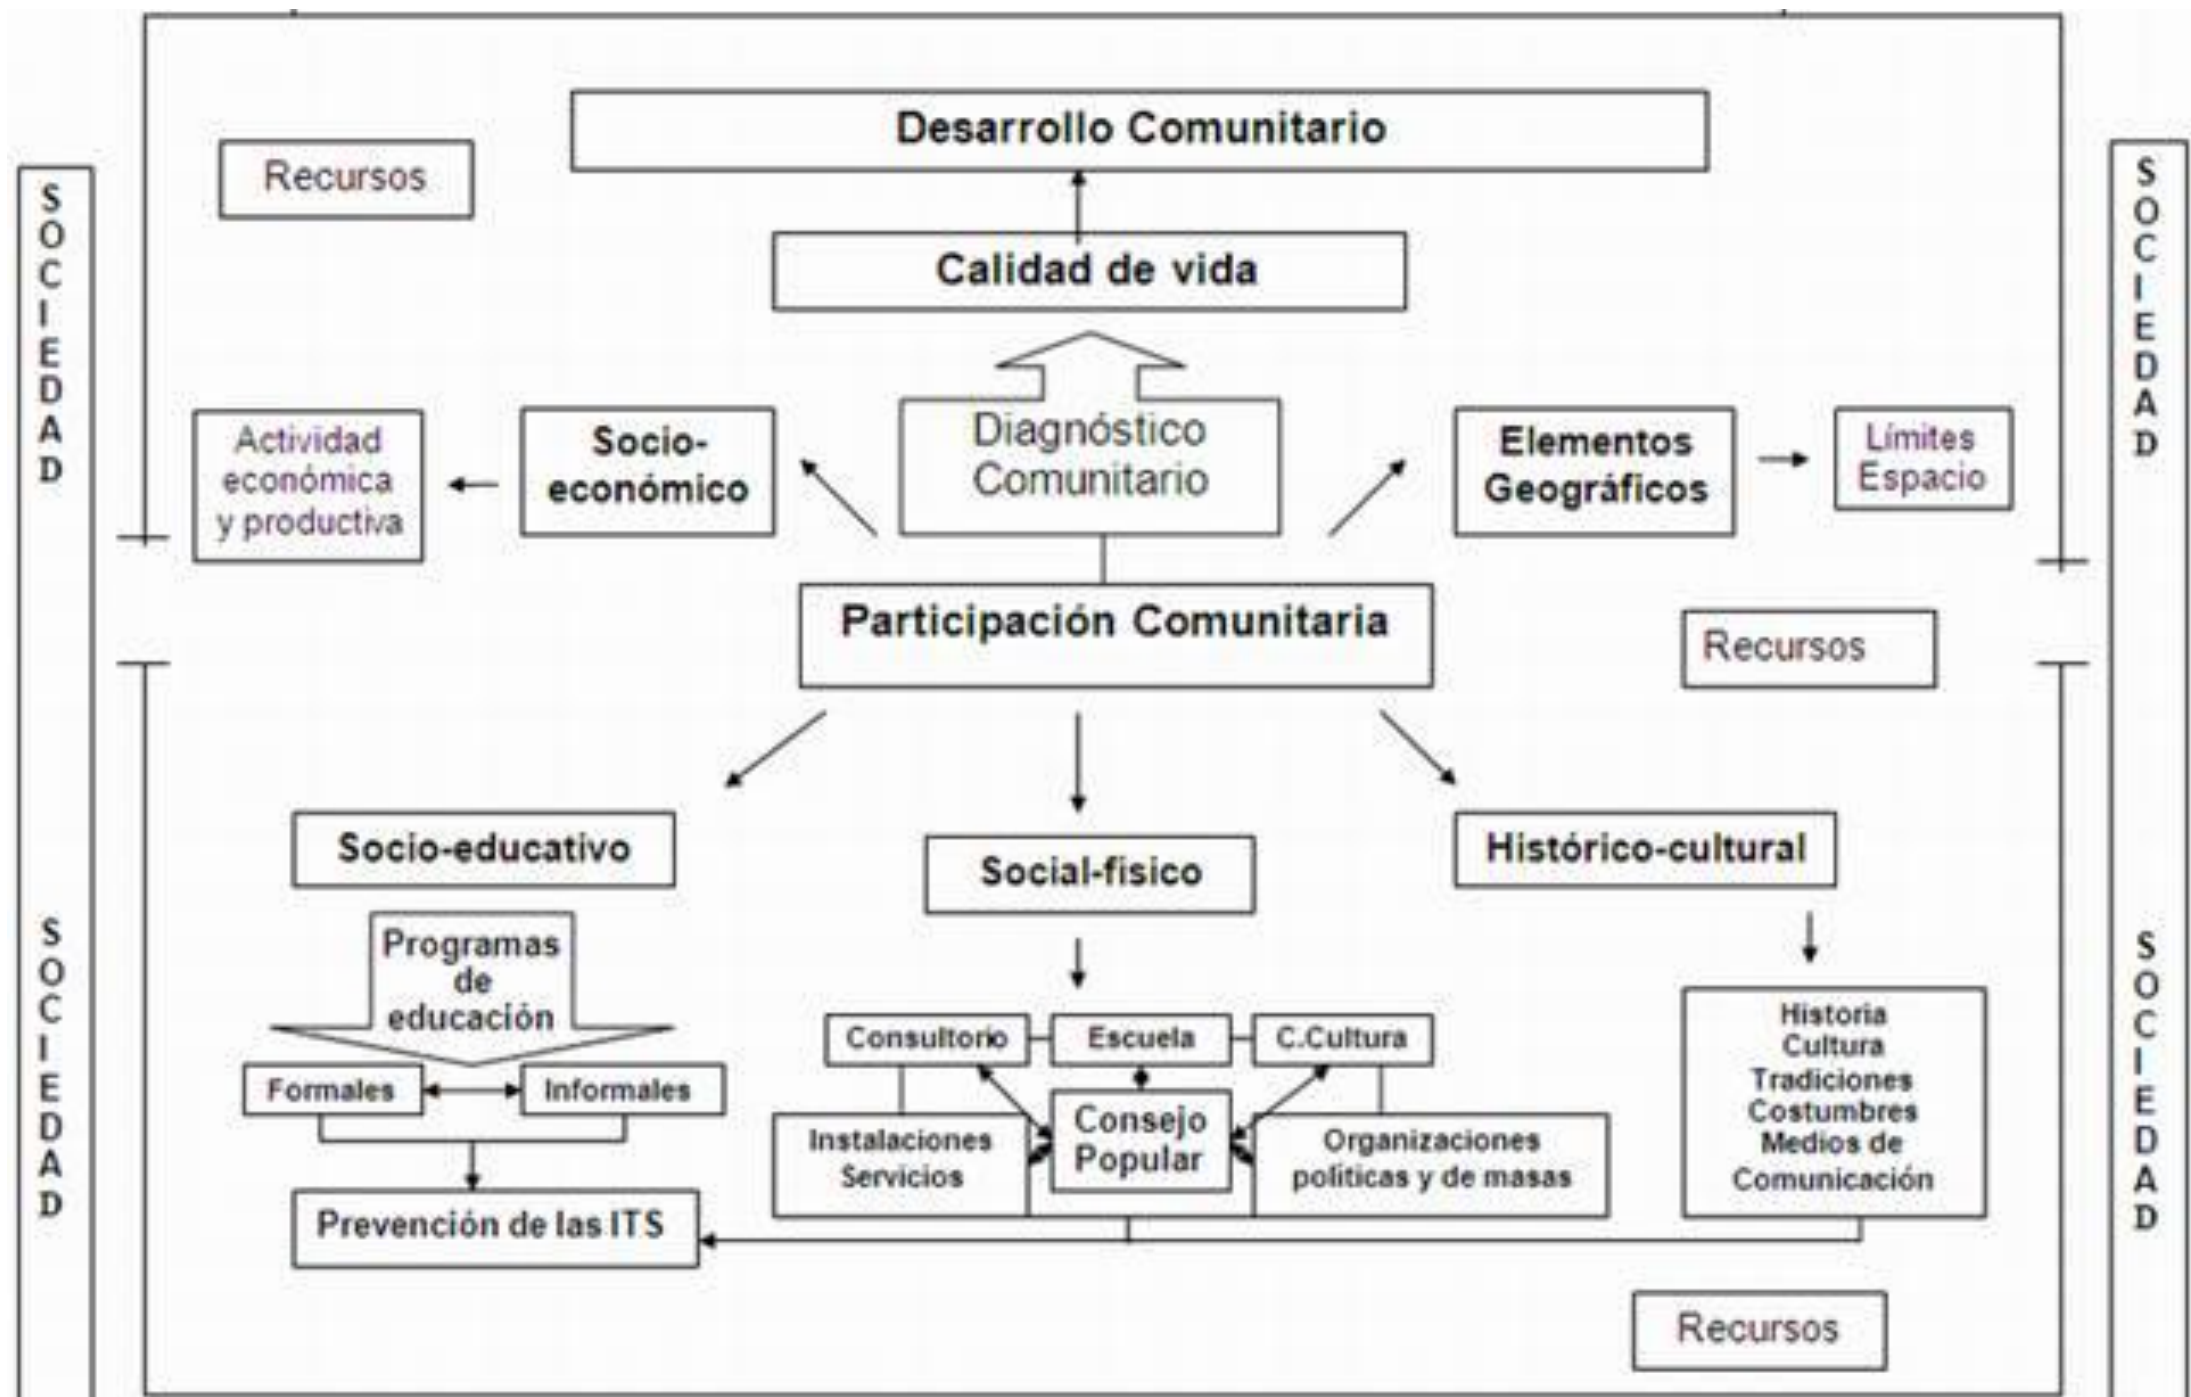 Desarrollo Comunitario
Recursos
SOCIEDAD
SOCIEDAD
Calidad de vida
Diagnóstico
Comunitario
Socio-
económico
Actividad
económica
y productiva
Elementos
Geográficos
Límites
Espacio
Participación Comunitaria
Recursos
Socio-educativo
Social-fisico
Histórico-cultural
SOCIEDAD
SOCIEDAD
Programas
de
educación
Formales
Informales
Prevención de las ITS
Consultorio
Escuela
C.Cultura
Instalaciones
Servicios
Consejo
Popular
Organizaciones
políticas y de masas
Historia
Cultura
Tradiciones
Costumbres
Medios de
Comunicación
Recursos